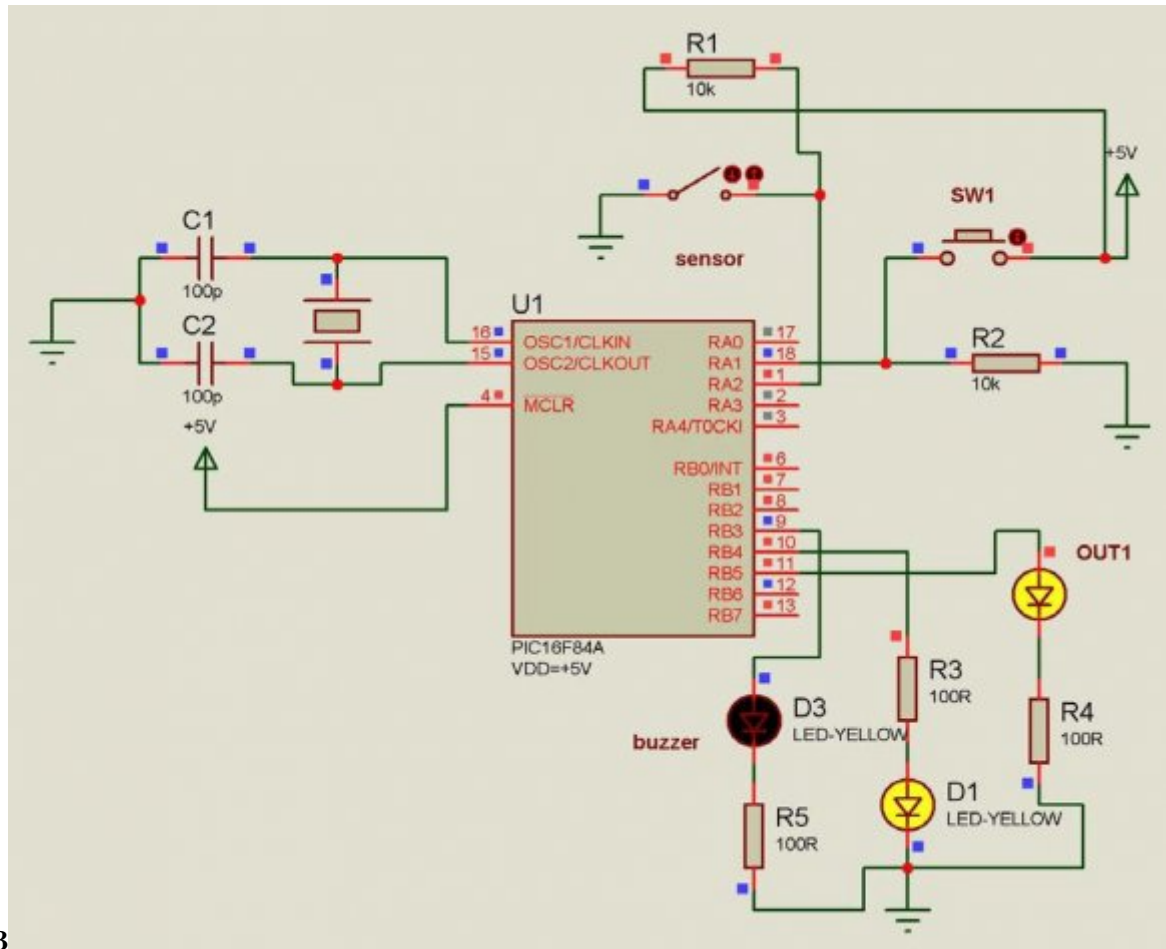 R1
10k
+5V
SW1
sensor
C1
100p
C2
100p
+5V
U1
16 OSC1/CLKIN RA0 17
15 OSC2/CLKOUT RA1 18
RA2 1
4 MCLR RA3 2
RA4/T0CKI 3
RB0/INT 6
RB1 7
RB2 8
RB3 9
RB4 10
RB5 11
RB6 12
RB7 13
PIC16F84A
VDD=+5V
R2
10k
OUT1
R3
100R
R4
100R
D3
LED-YELLOW
buzzer
D1
LED-YELLOW
R5
100R
3